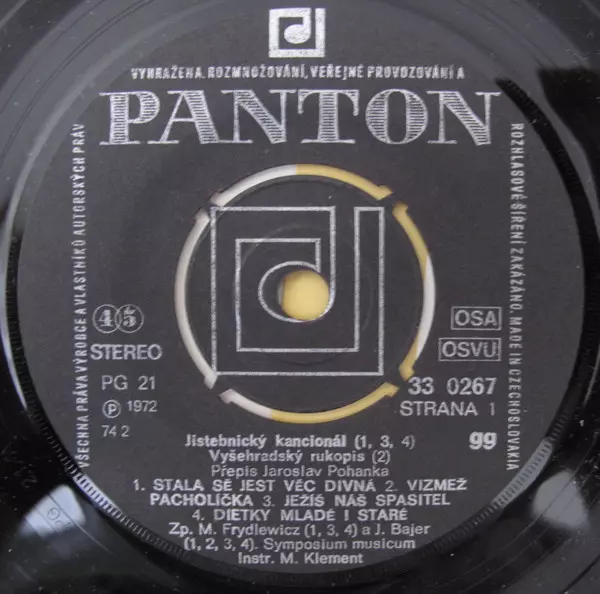 VYHRAŽENA. ROZMNOŽOVÁNÍ, VEŘEJNÉ PROVOZOVÁNÍ A
PANTON
VŠECHNA PRÁVA VÝROBCE A VLASTNÍKŮ AUTORSKÝCH PRÁV
ROZHLASOVÉ ŠÍŘENÍ ZAKÁZÁNO. MADE IN CZECHOSLOVAKIA
45
STEREO
PG 21
Ⓟ 1972
74 2
OSA
OSVU
33 0267
STRANA 1
gg
Jistebnický kancionál (1, 3, 4)
Vyšehradský rukopis (2)
Přepis Jaroslav Pohanka
1. STALA SĚ JEST VĚC DIVNÁ 2. VIZMEŽ
PACHOLÍČKA 3. JEŽÍŠ NÁŠ SPASITEL
4. DIETKY MLADÉ I STARÉ
Zp. M. Frydlewicz (1, 3, 4) a J. Bajer
(1, 2, 3, 4). Symposium musicum
Instr. M. Klement